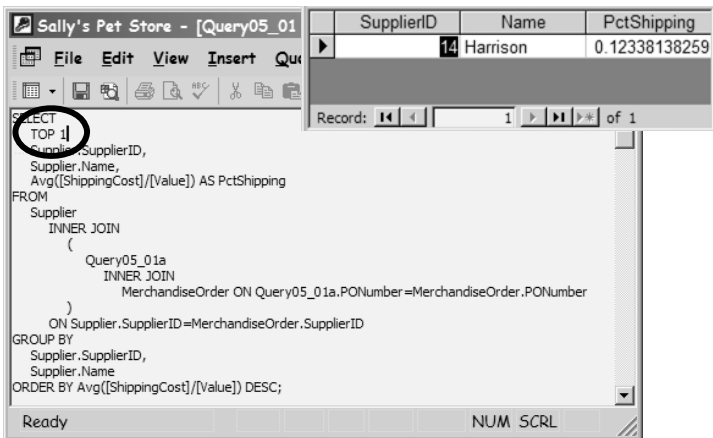 Sally's Pet Store - [Query05_01
File Edit View Insert Qu
SELECT
TOP 1
Supplier.SupplierID,
Supplier.Name,
Avg([ShippingCost]/[Value]) AS PctShipping
FROM
Supplier
INNER JOIN
(
Query05_01a
INNER JOIN
MerchandiseOrder ON Query05_01a.PONumber=MerchandiseOrder.PONumber
)
ON Supplier.SupplierID=MerchandiseOrder.SupplierID
GROUP BY
Supplier.SupplierID,
Supplier.Name
ORDER BY Avg([ShippingCost]/[Value]) DESC;
Ready NUM SCRL
SupplierID Name PctShipping
14 Harrison 0.12338138259
Record: 1 of 1